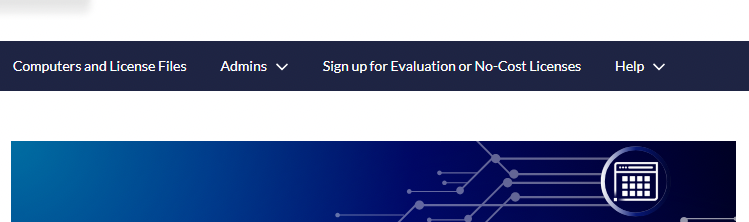 Computers and License Files Admins Sign up for Evaluation or No-Cost Licenses Help